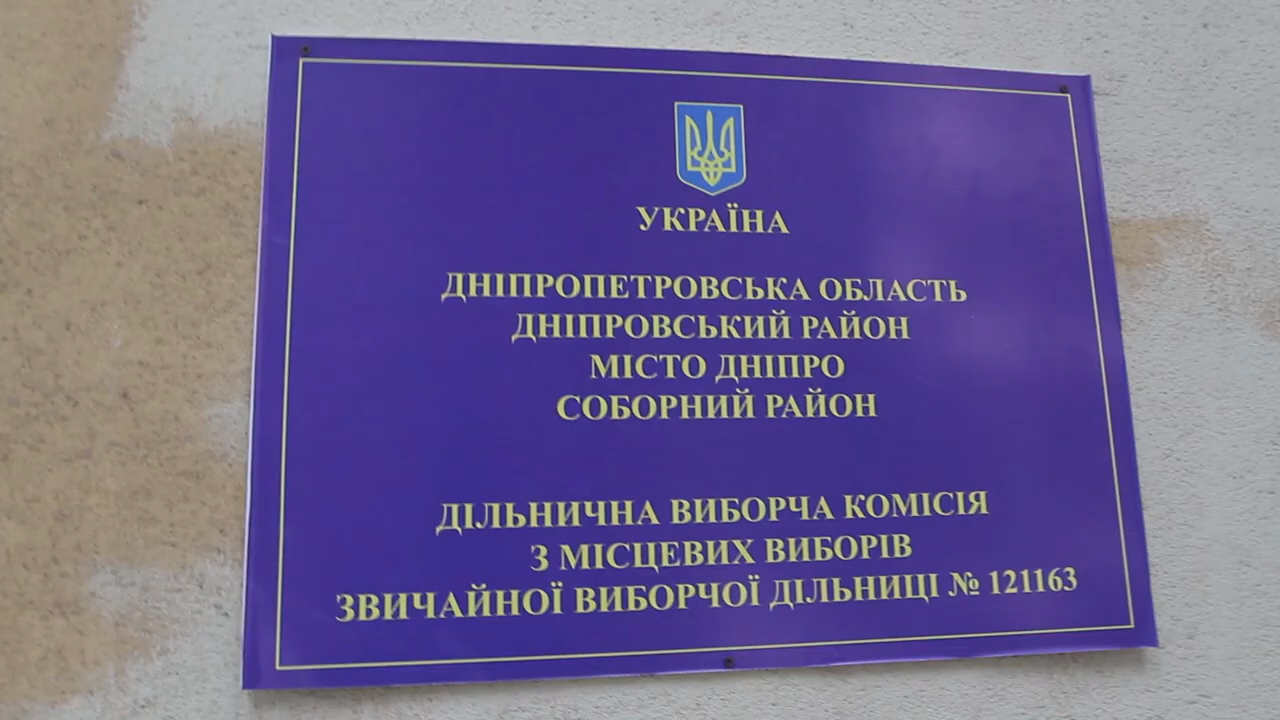 УКРАЇНА
ДНІПРОПЕТРОВСЬКА ОБЛАСТЬ
ДНІПРОВСЬКИЙ РАЙОН
МІСТО ДНІПРО
СОБОРНИЙ РАЙОН
ДІЛЬНИЧНА ВИБОРЧА КОМІСІЯ
З МІСЦЕВИХ ВИБОРІВ
ЗВИЧАЙНОЇ ВИБОРЧОЇ ДІЛЬНИЦІ № 121163